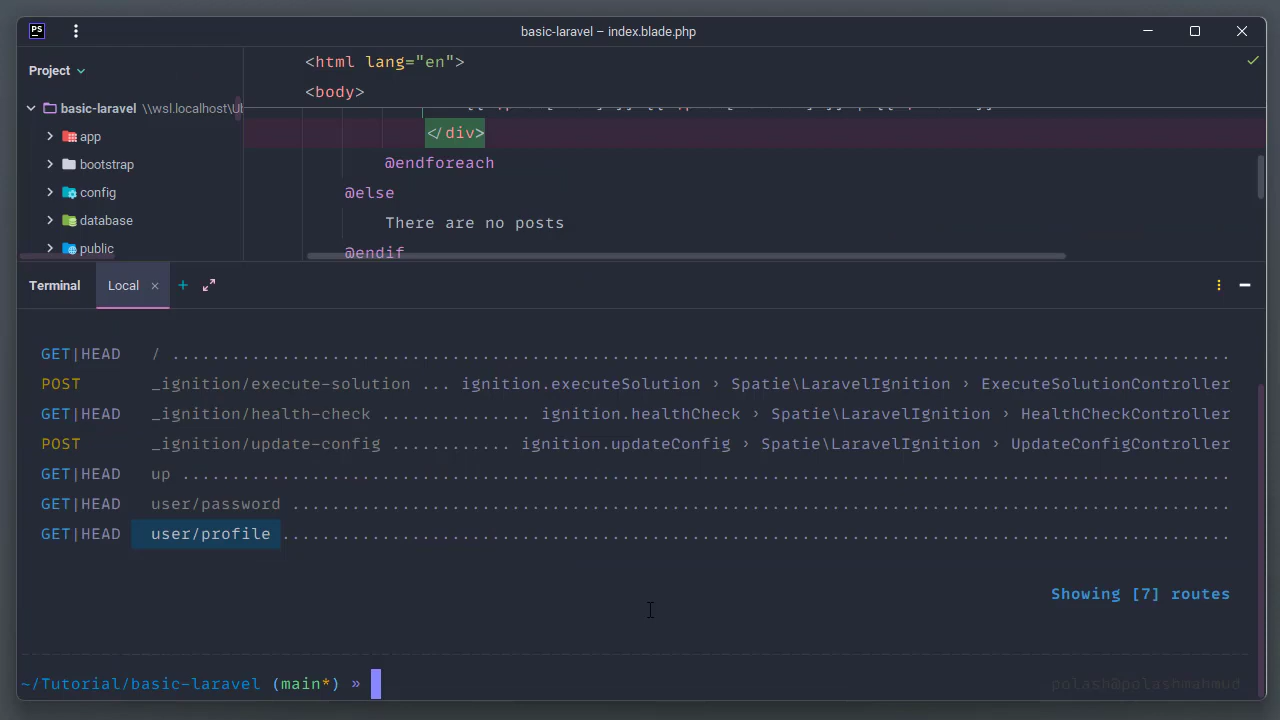 PS
basic-laravel – index.blade.php
Project
basic-laravel \\wsl.localhost\Ub
app
bootstrap
config
database
public
<html lang="en">
<body>
</div>
@endforeach
@else
There are no posts
@endif
Terminal Local
GET|HEAD / ..........................................................................................................
POST _ignition/execute-solution ... ignition.executeSolution › Spatie\LaravelIgnition › ExecuteSolutionController
GET|HEAD _ignition/health-check ............... ignition.healthCheck › Spatie\LaravelIgnition › HealthCheckController
POST _ignition/update-config ............ ignition.updateConfig › Spatie\LaravelIgnition › UpdateConfigController
GET|HEAD up .........................................................................................................
GET|HEAD user/password ..............................................................................................
GET|HEAD user/profile ...............................................................................................
Showing [7] routes
~/Tutorial/basic-laravel (main*) »
palash@palashmahmud